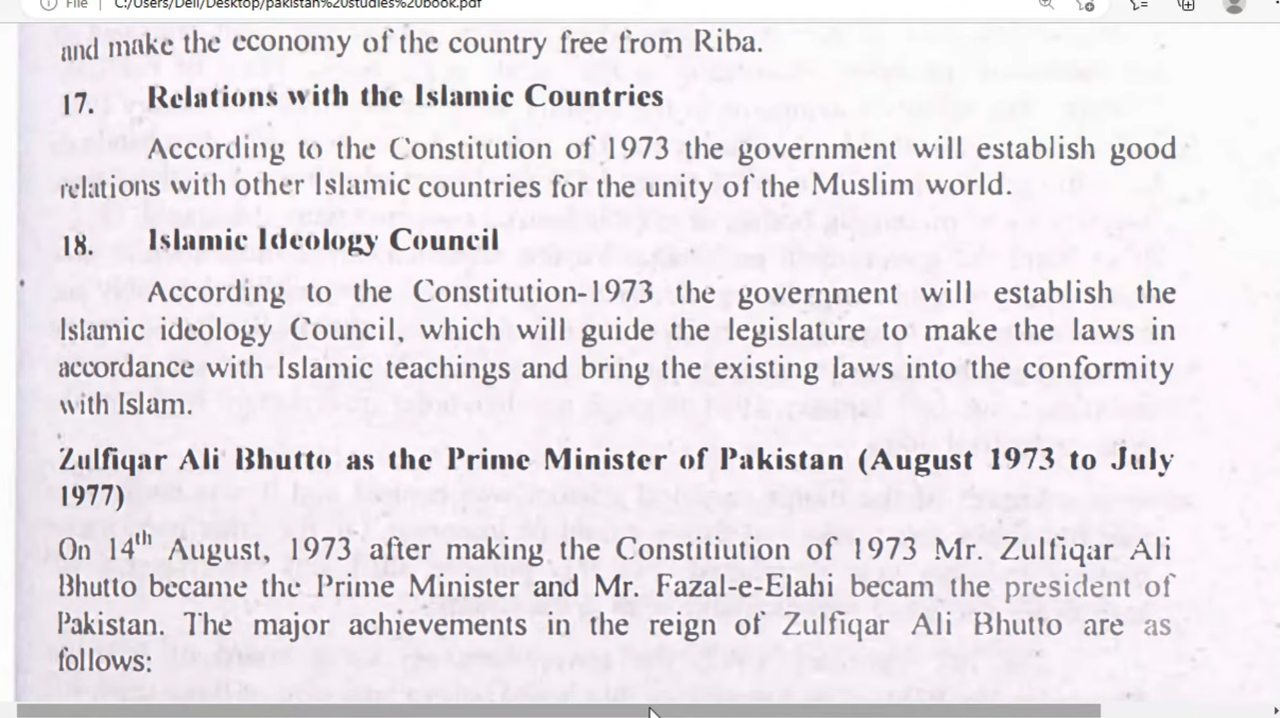 File
C:/Users/Dell/Desktop/pakistan%20studies%20book.pdf
and make the economy of the country free from Riba.
17. Relations with the Islamic Countries
According to the Constitution of 1973 the government will establish good
relations with other Islamic countries for the unity of the Muslim world.
18. Islamic Ideology Council
According to the Constitution-1973 the government will establish the
Islamic ideology Council, which will guide the legislature to make the laws in
accordance with Islamic teachings and bring the existing laws into the conformity
with Islam.
Zulfiqar Ali Bhutto as the Prime Minister of Pakistan (August 1973 to July
1977)
On 14th August, 1973 after making the Constitiution of 1973 Mr. Zulfiqar Ali
Bhutto became the Prime Minister and Mr. Fazal-e-Elahi becam the president of
Pakistan. The major achievements in the reign of Zulfiqar Ali Bhutto are as
follows: